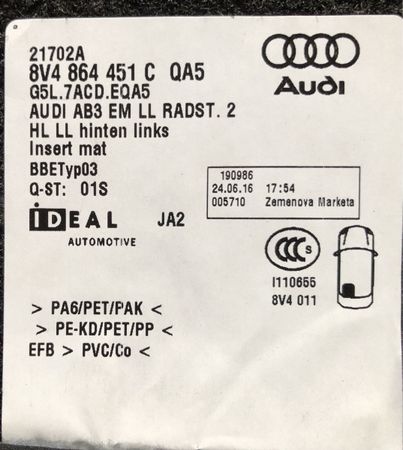 21702A
8V4 864 451 C QA5
G5L.7ACD.EQA5
AUDI AB3 EM LL RADST. 2
HL LL hinten links
Insert mat
BBETyp03
Q-ST: 01S
IDEAL JA2
AUTOMOTIVE
Audi
190986
24.06.16 17:54
005710 Zemenova Marketa
CCC S
I110655
8V4 011
> PA6/PET/PAK <
> PE-KD/PET/PP <
EFB > PVC/Co <